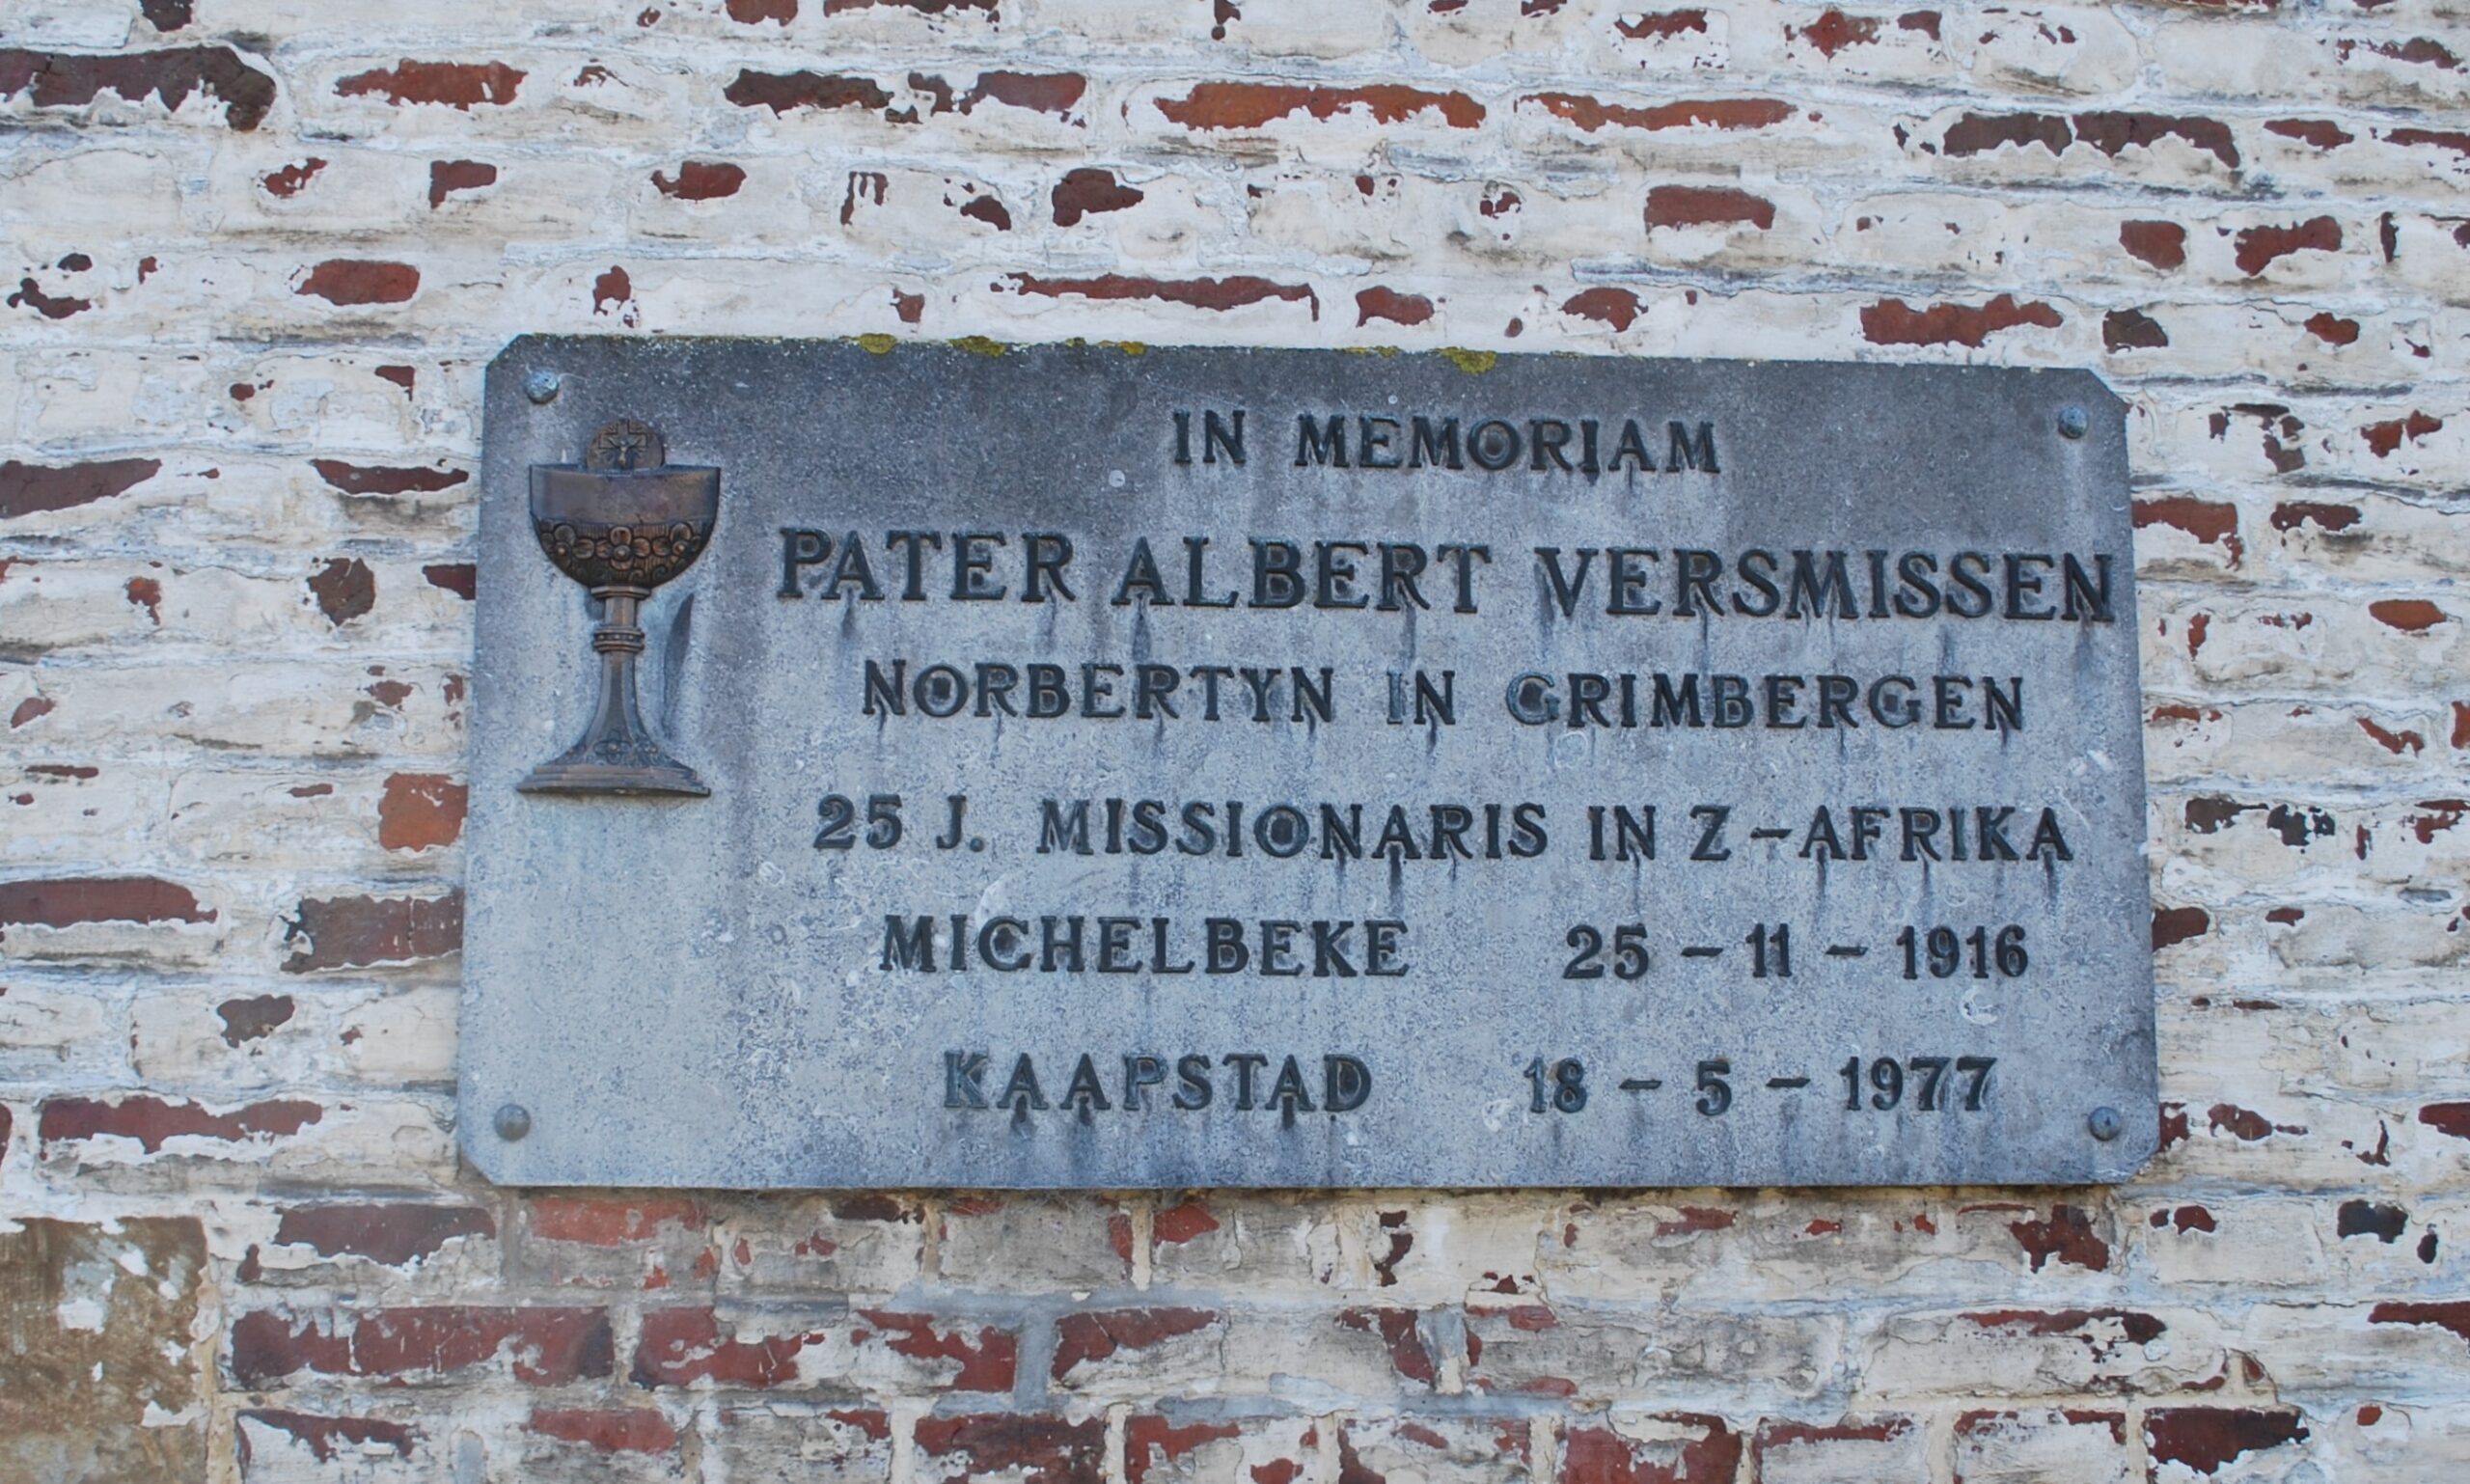 IN MEMORIAM
PATER ALBERT VERSMISSEN
NORBERTYN IN GRIMBERGEN
25 J. MISSIONARIS IN Z-AFRIKA
MICHELBEKE 25 - 11 - 1916
KAAPSTAD 18 - 5 - 1977